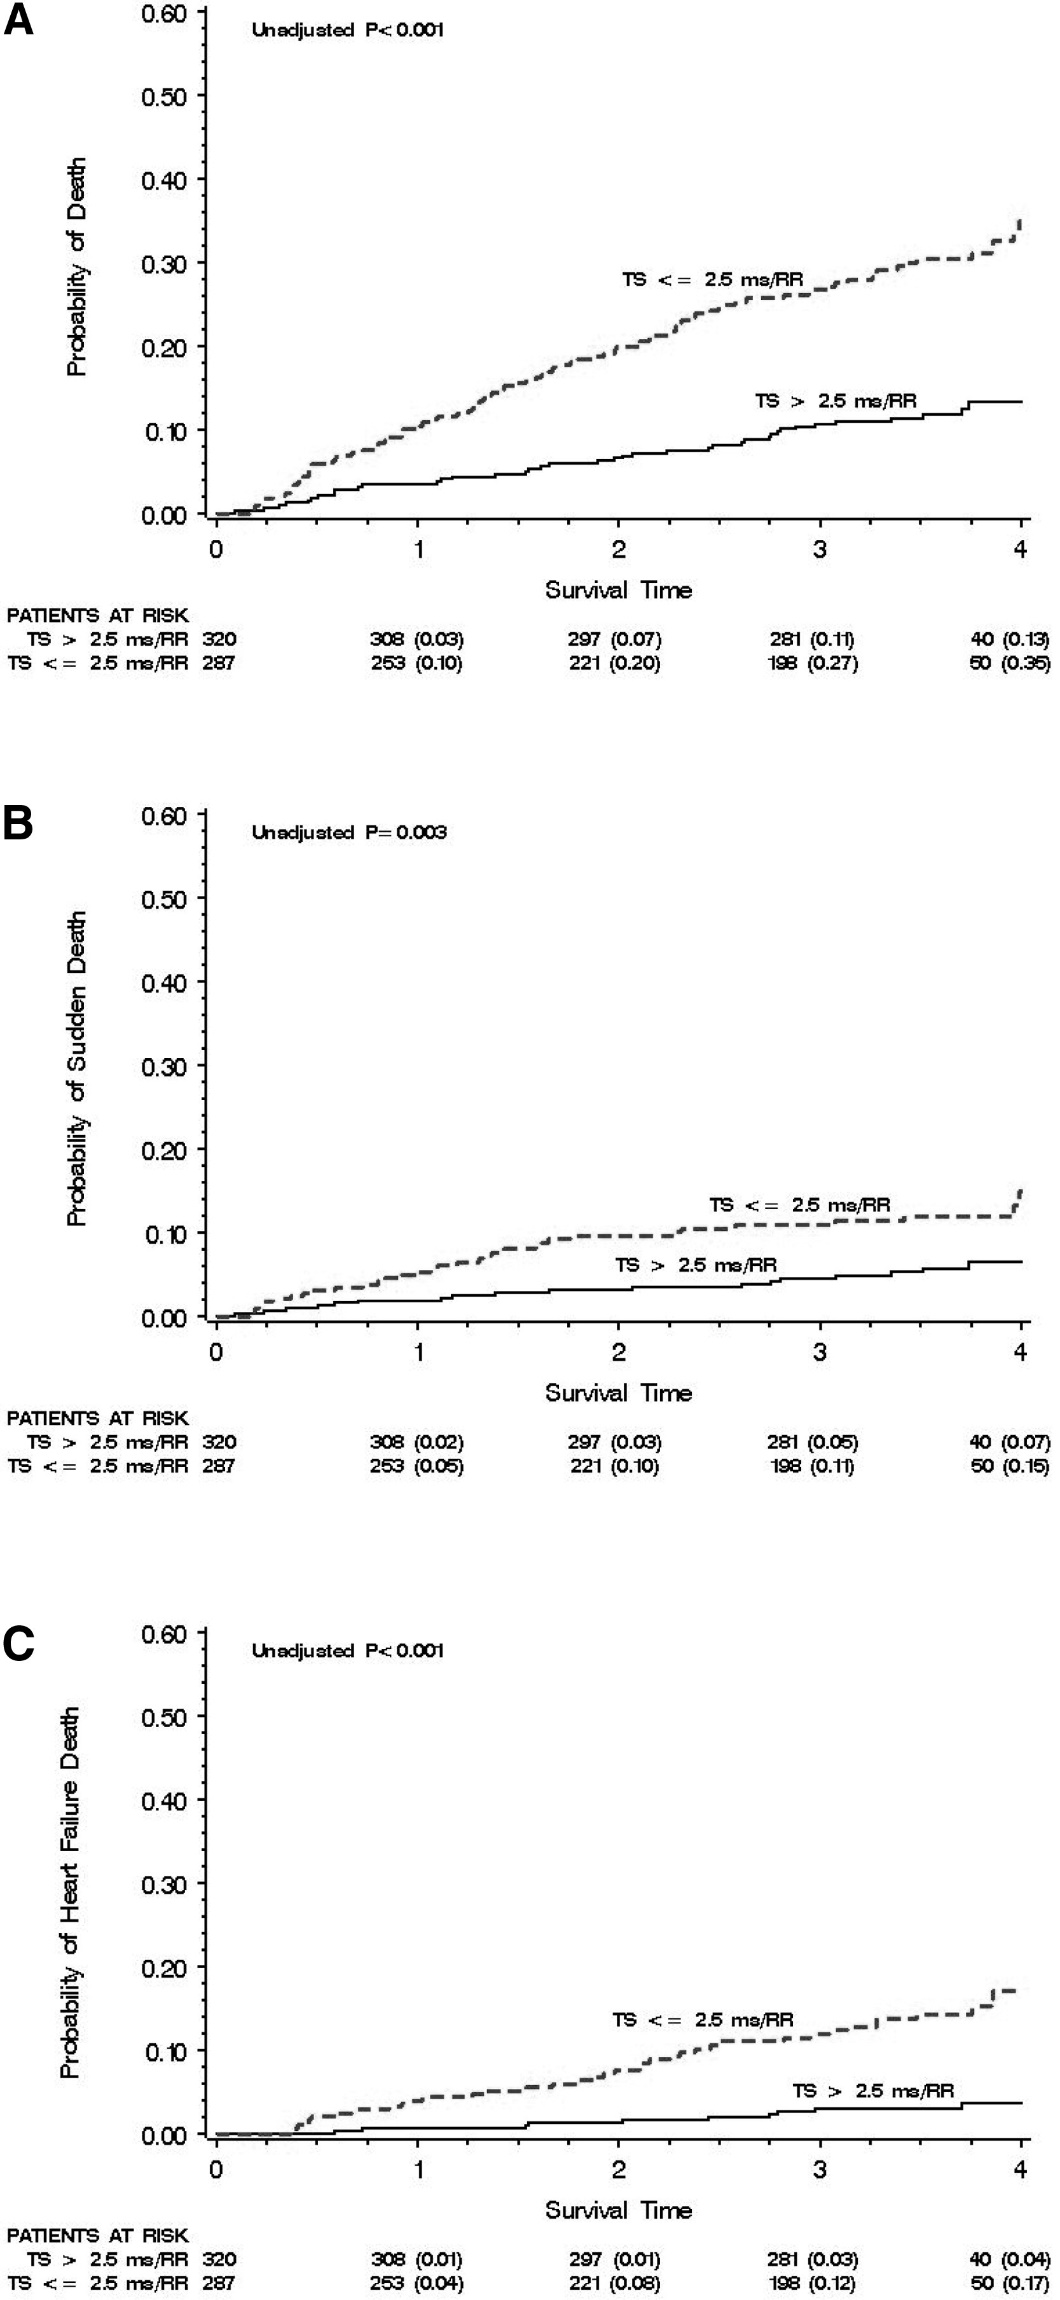 A
Unadjusted P< 0.001
0.60
0.50
0.40
0.30
0.20
0.10
0.00
Probability of Death
TS <= 2.5 ms/RR
TS > 2.5 ms/RR
0 1 2 3 4
Survival Time
PATIENTS AT RISK
TS > 2.5 ms/RR 320 308 (0.03) 297 (0.07) 281 (0.11) 40 (0.13)
TS <= 2.5 ms/RR 287 253 (0.10) 221 (0.20) 198 (0.27) 50 (0.35)
B
Unadjusted P= 0.003
0.60
0.50
0.40
0.30
0.20
0.10
0.00
Probability of Sudden Death
TS <= 2.5 ms/RR
TS > 2.5 ms/RR
0 1 2 3 4
Survival Time
PATIENTS AT RISK
TS > 2.5 ms/RR 320 308 (0.02) 297 (0.03) 281 (0.05) 40 (0.07)
TS <= 2.5 ms/RR 287 253 (0.05) 221 (0.10) 198 (0.11) 50 (0.15)
C
Unadjusted P< 0.001
0.60
0.50
0.40
0.30
0.20
0.10
0.00
Probability of Heart Failure Death
TS <= 2.5 ms/RR
TS > 2.5 ms/RR
0 1 2 3 4
Survival Time
PATIENTS AT RISK
TS > 2.5 ms/RR 320 308 (0.01) 297 (0.01) 281 (0.03) 40 (0.04)
TS <= 2.5 ms/RR 287 253 (0.04) 221 (0.08) 198 (0.12) 50 (0.17)